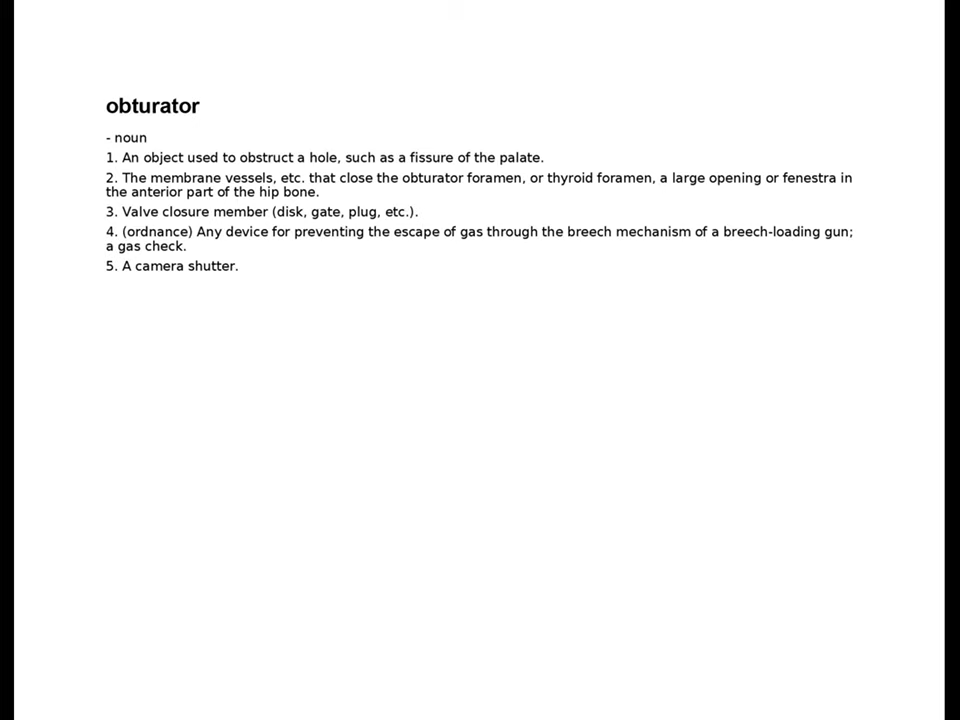 obturator
- noun
1. An object used to obstruct a hole, such as a fissure of the palate.
2. The membrane vessels, etc. that close the obturator foramen, or thyroid foramen, a large opening or fenestra in
the anterior part of the hip bone.
3. Valve closure member (disk, gate, plug, etc.).
4. (ordnance) Any device for preventing the escape of gas through the breech mechanism of a breech-loading gun;
a gas check.
5. A camera shutter.